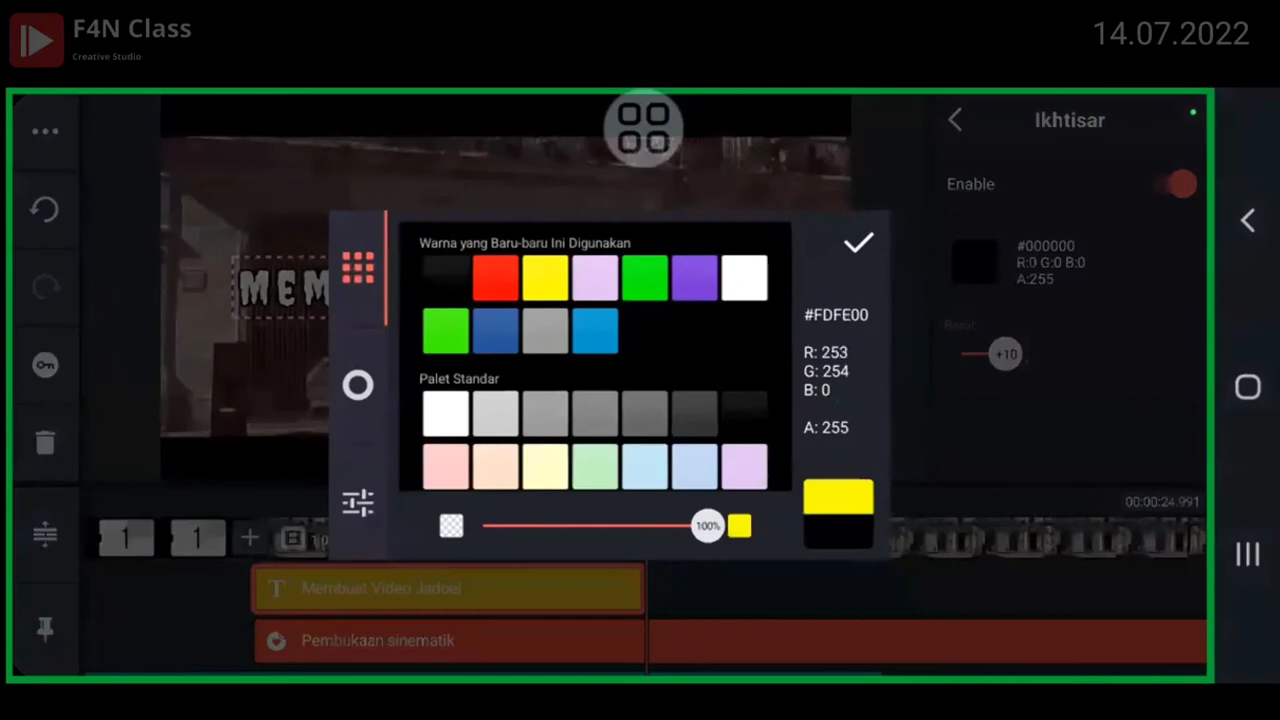 F4N Class
Creative Studio
14.07.2022
Ikhtisar
Enable
#000000
R:0 G:0 B:0
A:255
+10
MEM
Warna yang Baru-baru Ini Digunakan
#FDFE00
R: 253
G: 254
B: 0
A: 255
Palet Standar
100%
00:00:24.991
1
1
Membuat Video Jadoel
Pembukaan sinematik